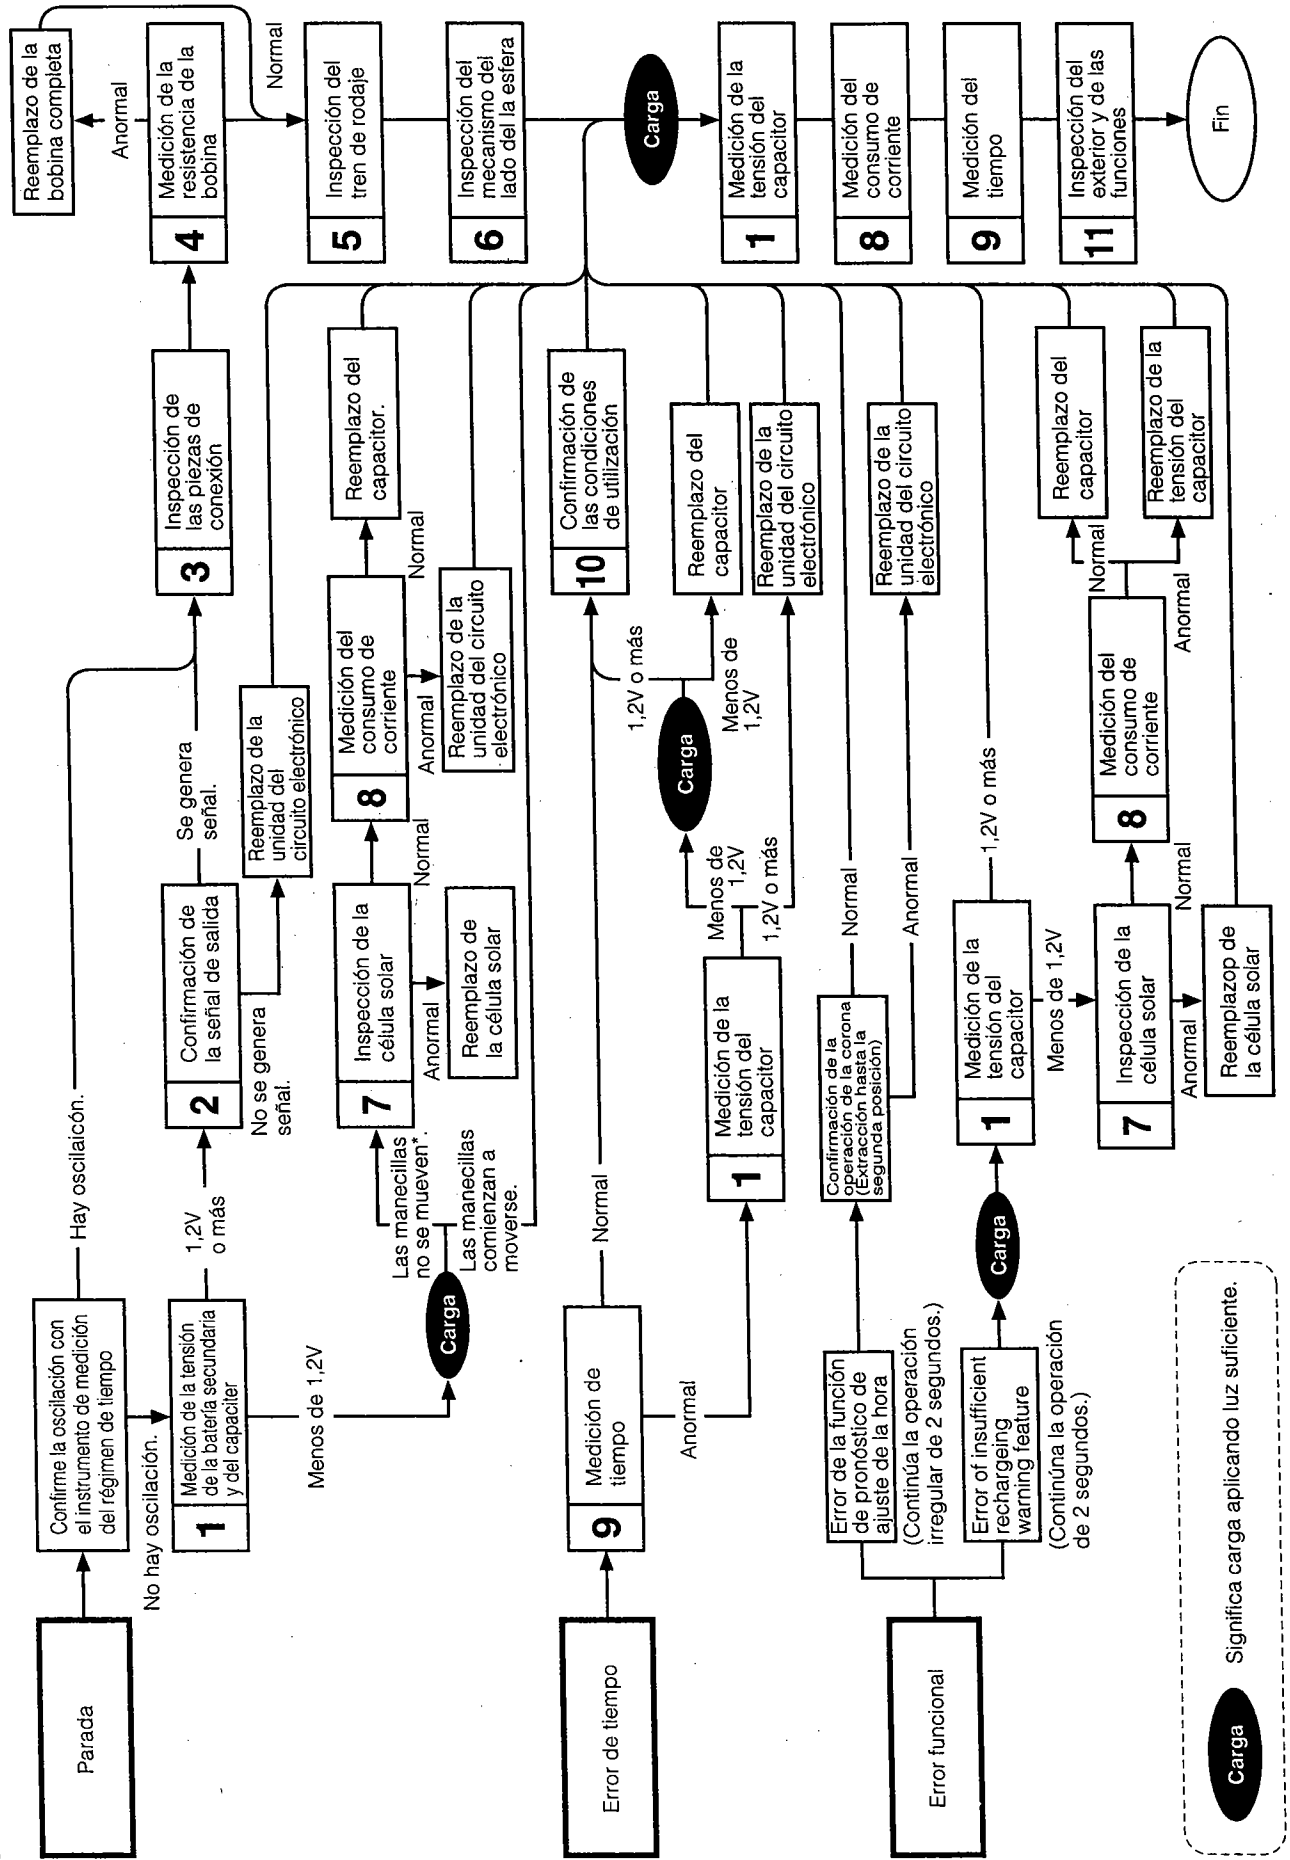 Parada
Confirme la oscilación con
el instrumento de medición
del régimen de tiempo
Hay oscilaicón.
No hay oscilación.
1
Medición de la tensión
de la batería secundaria
y del capaciter
1,2V
o más
Menos de 1,2V
2
Confirmación de
la señal de salida
Se genera
señal.
No se genera
señal.
Reemplazo de la
unidad del
circuito electrónico
3
Inspección de
las piezas de
conexión
4
Medición de la
resistencia de la
bobina
Anormal
Reemplazo de la
bobina completa
Normal
5
Inspección del
tren de rodaje
6
Inspección del
mecanismo del
lado del la esfera
Carga
Las manecillas
no se mueven*.
Las manecillas
comienzan a
moverse.
7
Inspección de la
célula solar
Normal
Anormal
Reemplazo de
la célula solar
8
Medición del
consumo de
corriente
Normal
Anormal
Reemplazo del
capacitor.
Reemplazo de la
unidad del circuito
electrónico
Error de tiempo
9
Medición de
tiempo
Normal
Anormal
1
Medición de la
tensión del
capacitor
Menos de
1,2V
1,2V o más
Carga
1,2V o más
Menos de
1,2V
10
Confirmación de
las condiciones
de utilización
Reemplazo del
capacitor
Reemplazo de la
unidad del circuito
electrónico
Carga
1
Medición de la
tensión del
capacitor
8
Medición del
consumo de
corriente
9
Medición del
tiempo
11
Inspección del
exterior y de las
funciones
Fin
Error funcional
Error de la función
de pronóstico de
ajuste de la hora
(Continúa la operación
irregular de 2 segundos.)
Confirmación de la
operación de la corona
(Extracción hasta la
segunda posición)
Normal
Anormal
Reemplazo de la
unidad del circuito
electrónico
Error of insufficient
rechargeing
warning feature
(Continúna la operación
de 2 segundos.)
Carga
1
Medición de la
tensión del
capacitor
1,2V o más
Menos de 1,2V
7
Inspección de la
célula solar
Normal
Anormal
Reemplazop de
la célula solar
8
Medición del
consumo de
corriente
Normal
Anormal
Reemplazo del
capacitor
Reemplazo de la
tensión del
capacitor
Carga
Significa carga aplicando luz suficiente.